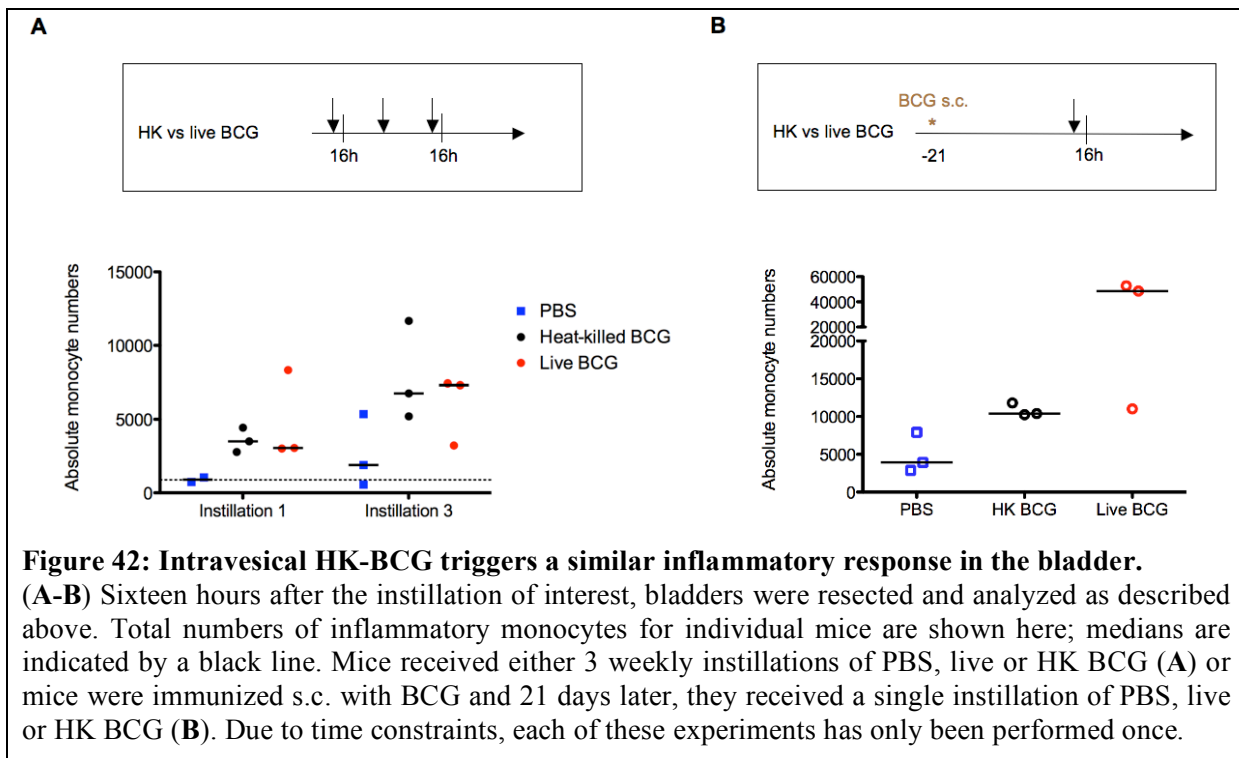 A
HK vs live BCG
16h
16h
B
BCG s.c.
*
HK vs live BCG
-21
16h
Absolute monocyte numbers
15000
10000
5000
0
Instillation 1
Instillation 3
PBS
Heat-killed BCG
Live BCG
Absolute monocyte numbers
60000
40000
20000
20000
15000
10000
5000
0
PBS
HK BCG
Live BCG
Figure 42: Intravesical HK-BCG triggers a similar inflammatory response in the bladder.
(A-B) Sixteen hours after the instillation of interest, bladders were resected and analyzed as described
above. Total numbers of inflammatory monocytes for individual mice are shown here; medians are
indicated by a black line. Mice received either 3 weekly instillations of PBS, live or HK BCG (A) or
mice were immunized s.c. with BCG and 21 days later, they received a single instillation of PBS, live
or HK BCG (B). Due to time constraints, each of these experiments has only been performed once.